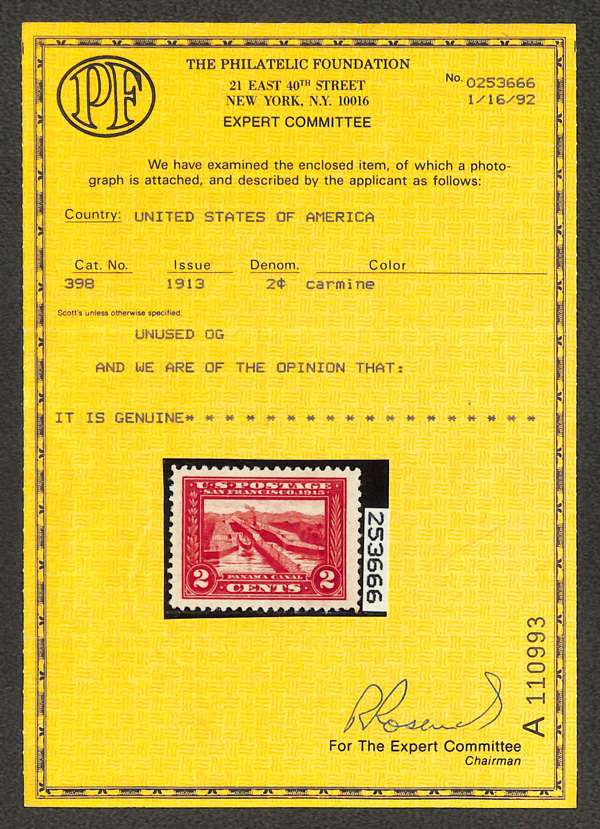 PF
THE PHILATELIC FOUNDATION
21 EAST 40TH STREET
NEW YORK, N.Y. 10016
EXPERT COMMITTEE
No. 0253666
1/16/92
We have examined the enclosed item, of which a photo-
graph is attached, and described by the applicant as follows:
Country: UNITED STATES OF AMERICA
Cat. No. Issue Denom. Color
398 1913 2¢ carmine
Scott's unless otherwise specified.
UNUSED OG
AND WE ARE OF THE OPINION THAT:
IT IS GENUINE* * * * * * * * * * * * * * * * * *
U·S·POSTAGE
SAN FRANCISCO, 1915
2 PANAMA CANAL 2
CENTS
253666
A 110993
For The Expert Committee
Chairman